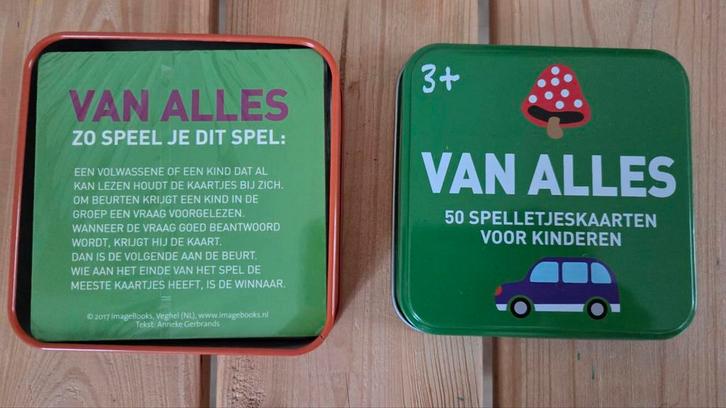 VAN ALLES
ZO SPEEL JE DIT SPEL:
EEN VOLWASSENE OF EEN KIND DAT AL
KAN LEZEN HOUDT DE KAARTJES BIJ ZICH.
OM BEURTEN KRIJGT EEN KIND IN DE
GROEP EEN VRAAG VOORGELEZEN.
WANNEER DE VRAAG GOED BEANTWOORD
WORDT, KRIJGT HIJ DE KAART.
DAN IS DE VOLGENDE AAN DE BEURT.
WIE AAN HET EINDE VAN HET SPEL DE
MEESTE KAARTJES HEEFT, IS DE WINNAAR.
© 2017 ImageBooks, Veghel (NL), www.imagebooks.nl
Tekst: Anneke Gerbrands
3+
VAN ALLES
50 SPELLETJESKAARTEN
VOOR KINDEREN